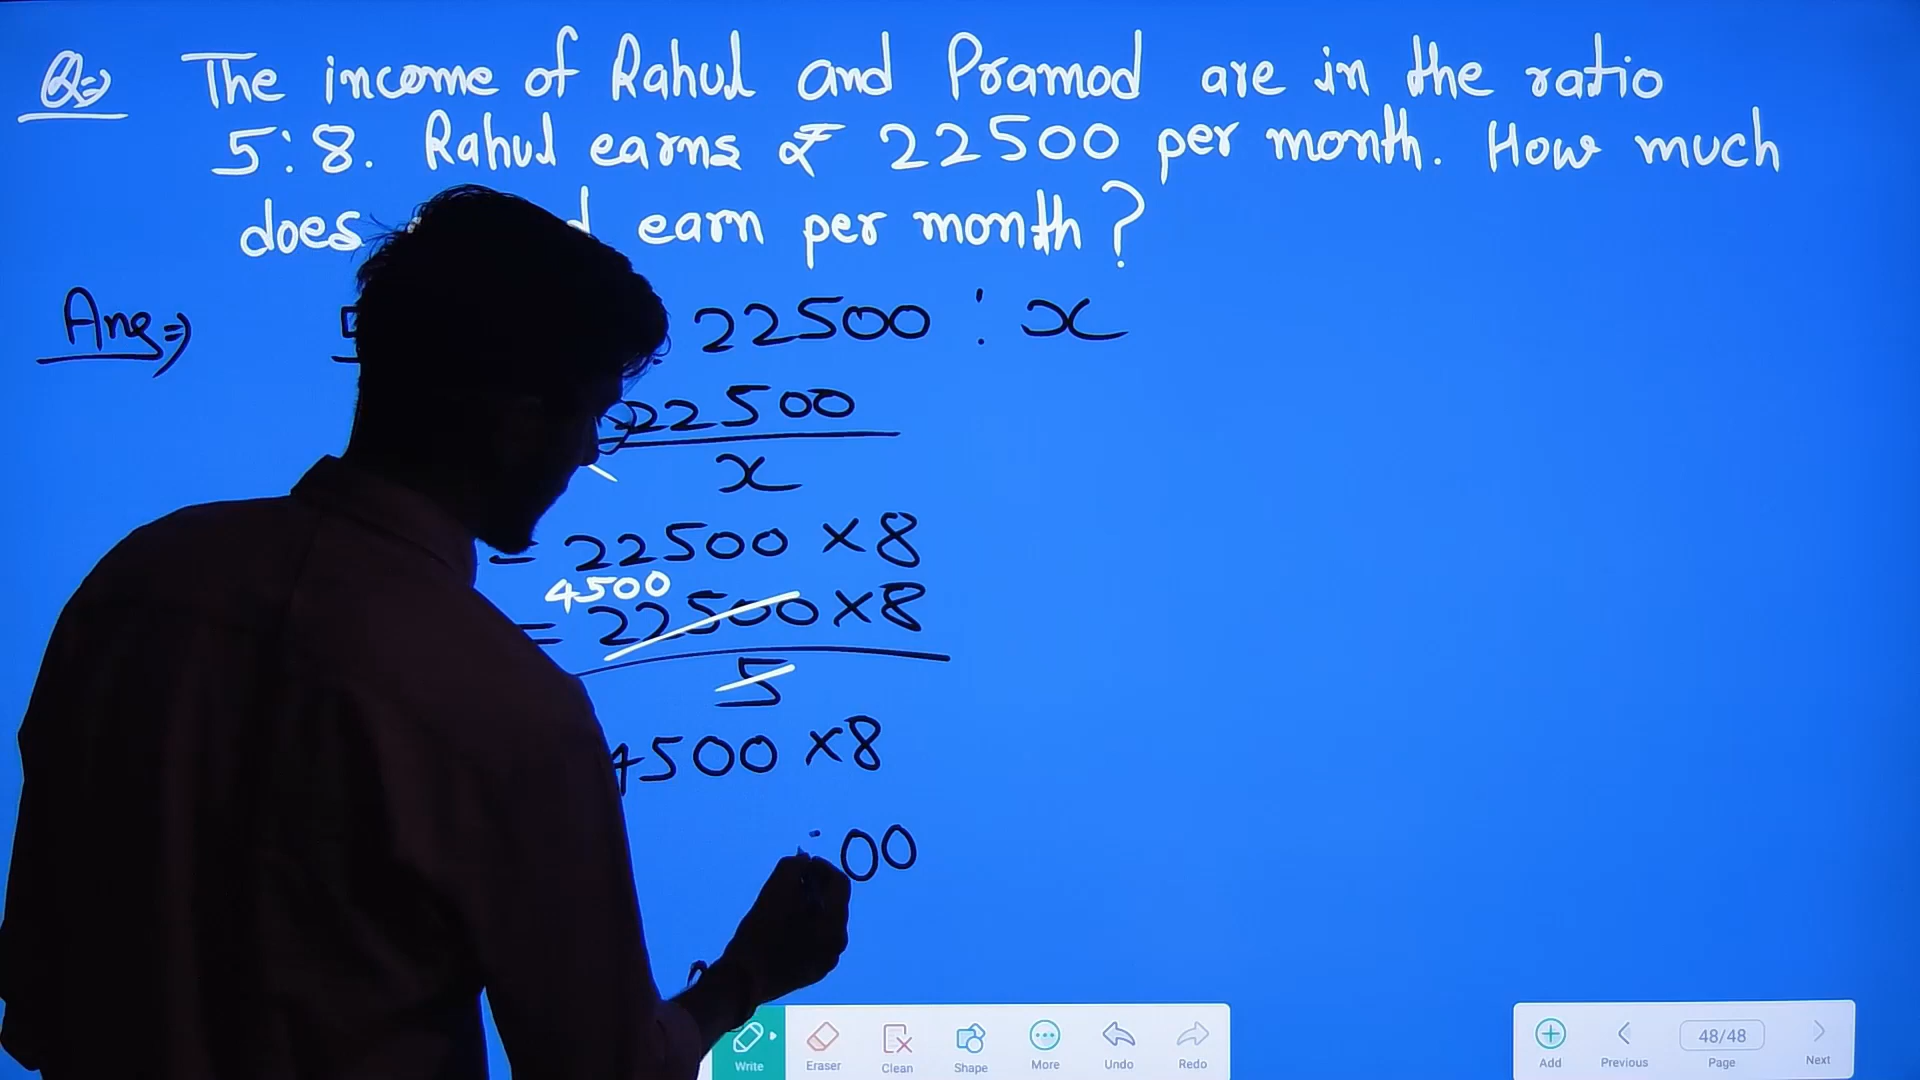 Q⇒ The income of Rahul and Pramod are in the ratio
5:8. Rahul earns ₹ 22500 per month. How much
does earn per month?
Ans⇒ 22500 : x
22500
x
= 22500 × 8
4500
= 22500 × 8
5
4500 × 8
00
Write Eraser Clean Shape More Undo Redo
Add Previous 48/48 Page Next